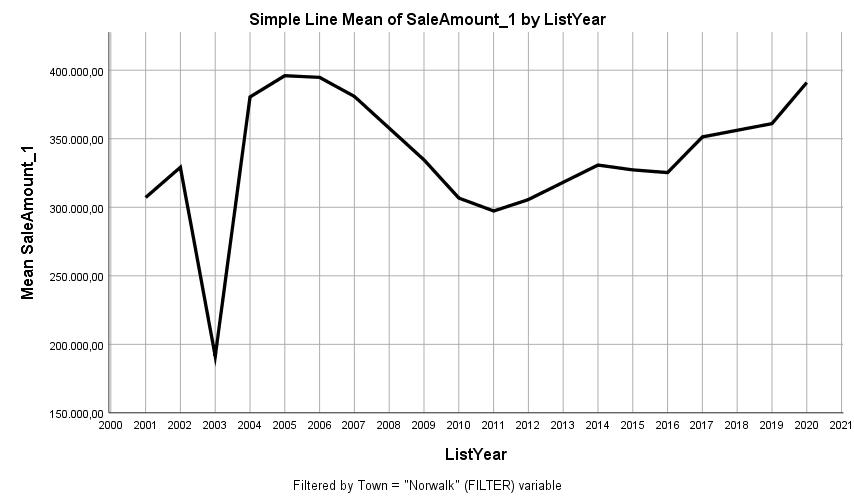 Simple Line Mean of SaleAmount_1 by ListYear
400.000,00
350.000,00
300.000,00
250.000,00
200.000,00
150.000,00
Mean SaleAmount_1
2000 2001 2002 2003 2004 2005 2006 2007 2008 2009 2010 2011 2012 2013 2014 2015 2016 2017 2018 2019 2020 2021
ListYear
Filtered by Town = "Norwalk" (FILTER) variable